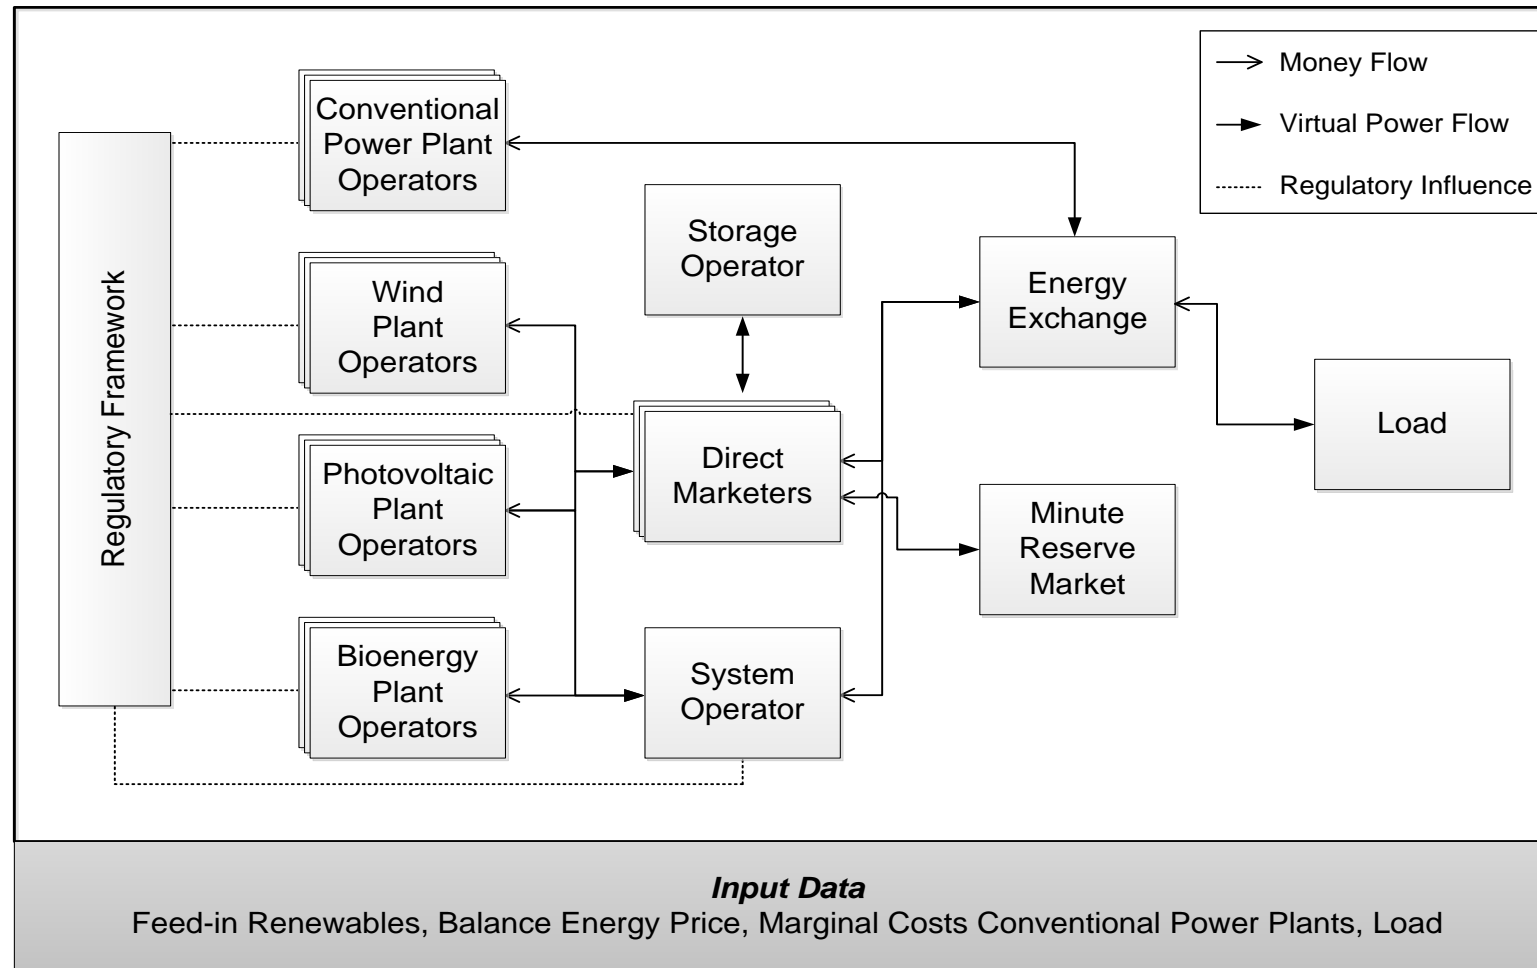 Money Flow
Virtual Power Flow
Regulatory Influence
Regulatory Framework
Conventional
Power Plant
Operators
Wind
Plant
Operators
Photovoltaic
Plant
Operators
Bioenergy
Plant
Operators
Storage
Operator
Direct
Marketers
System
Operator
Energy
Exchange
Minute
Reserve
Market
Load
Input Data
Feed-in Renewables, Balance Energy Price, Marginal Costs Conventional Power Plants, Load